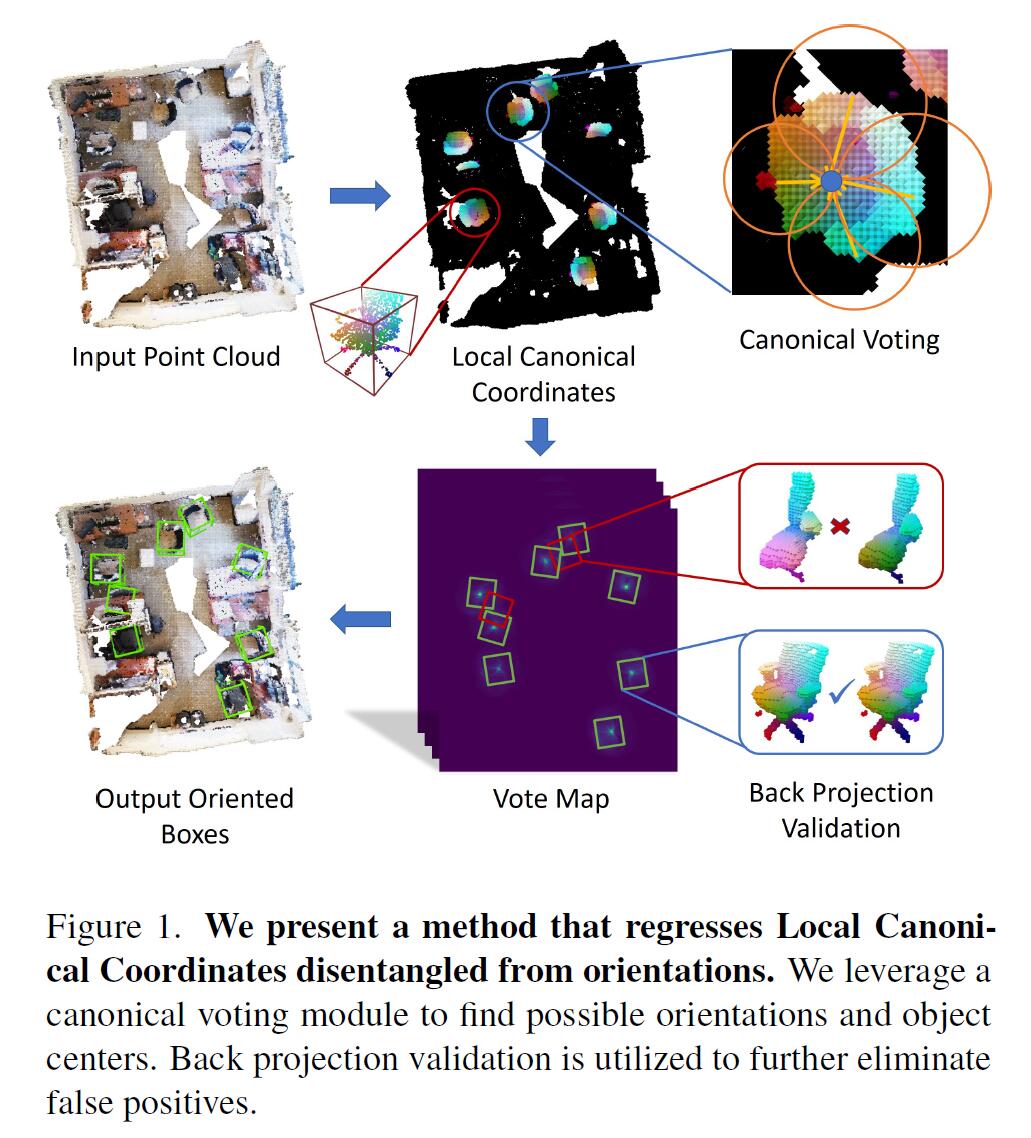 Input Point Cloud
Local Canonical
Coordinates
Canonical Voting
Output Oriented
Boxes
Vote Map
Back Projection
Validation
Figure 1. We present a method that regresses Local Canoni-
cal Coordinates disentangled from orientations. We leverage a
canonical voting module to find possible orientations and object
centers. Back projection validation is utilized to further eliminate
false positives.